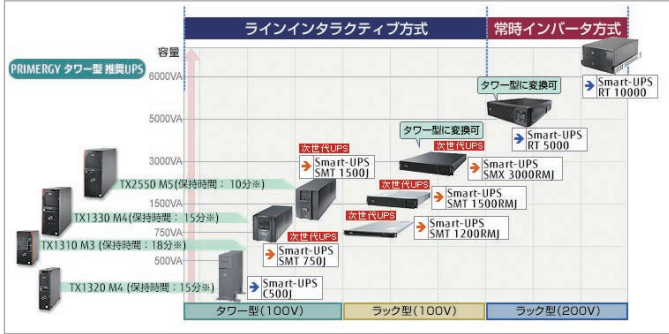 ラインインタラクティブ方式
常時インバータ方式
容量
PRIMERGY タワー型 推奨UPS
6000VA
5000VA
3000VA
1500VA
750VA
500VA
Smart-UPS
RT 10000
タワー型に変換可
Smart-UPS
RT 5000
タワー型に変換可
次世代UPS
Smart-UPS
SMX 3000RMJ
次世代UPS
Smart-UPS
SMT 1500J
次世代UPS
Smart-UPS
SMT 1500RMJ
次世代UPS
Smart-UPS
SMT 1200RMJ
次世代UPS
Smart-UPS
SMT 750J
Smart-UPS
C500J
TX2550 M5(保持時間：10分※)
TX1330 M4(保持時間：15分※)
TX1310 M3 (保持時間：18分※)
TX1320 M4 (保持時間：15分※)
タワー型(100V)
ラック型(100V)
ラック型(200V)